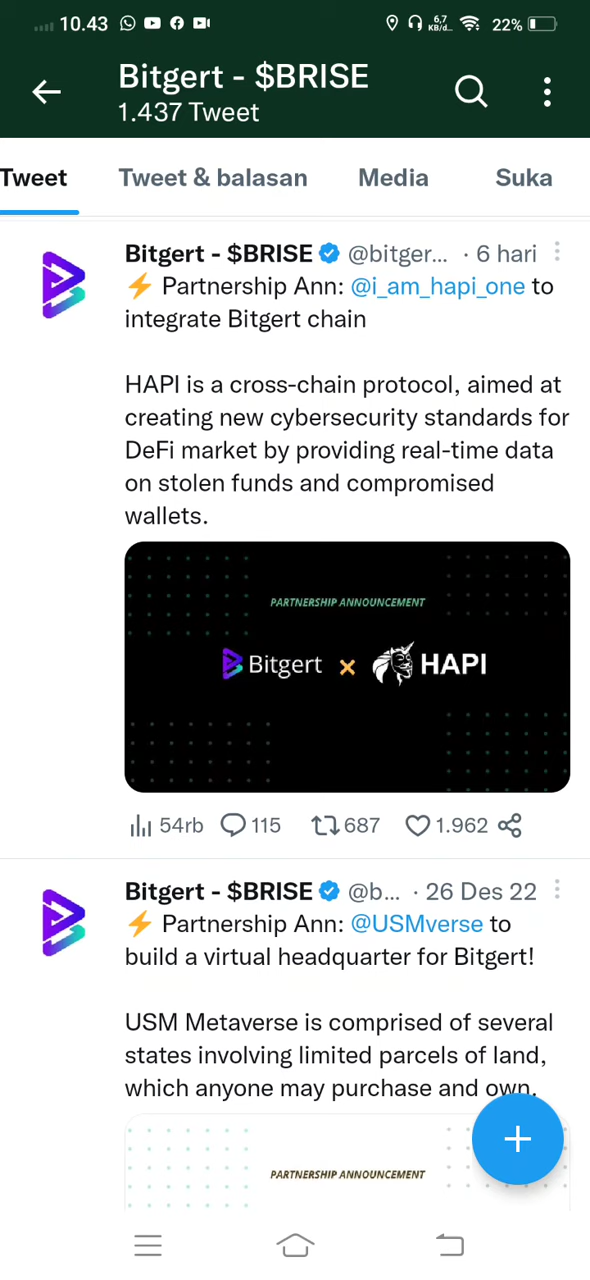 10.43
6,7
KB/d...
22%
Bitgert - $BRISE
1.437 Tweet
Tweet
Tweet & balasan
Media
Suka
Bitgert - $BRISE @bitger... · 6 hari
⚡ Partnership Ann: @i_am_hapi_one to
integrate Bitgert chain
HAPI is a cross-chain protocol, aimed at
creating new cybersecurity standards for
DeFi market by providing real-time data
on stolen funds and compromised
wallets.
PARTNERSHIP ANNOUNCEMENT
Bitgert x HAPI
54rb 115 687 1.962
Bitgert - $BRISE @b... · 26 Des 22
⚡ Partnership Ann: @USMverse to
build a virtual headquarter for Bitgert!
USM Metaverse is comprised of several
states involving limited parcels of land,
which anyone may purchase and own.
PARTNERSHIP ANNOUNCEMENT